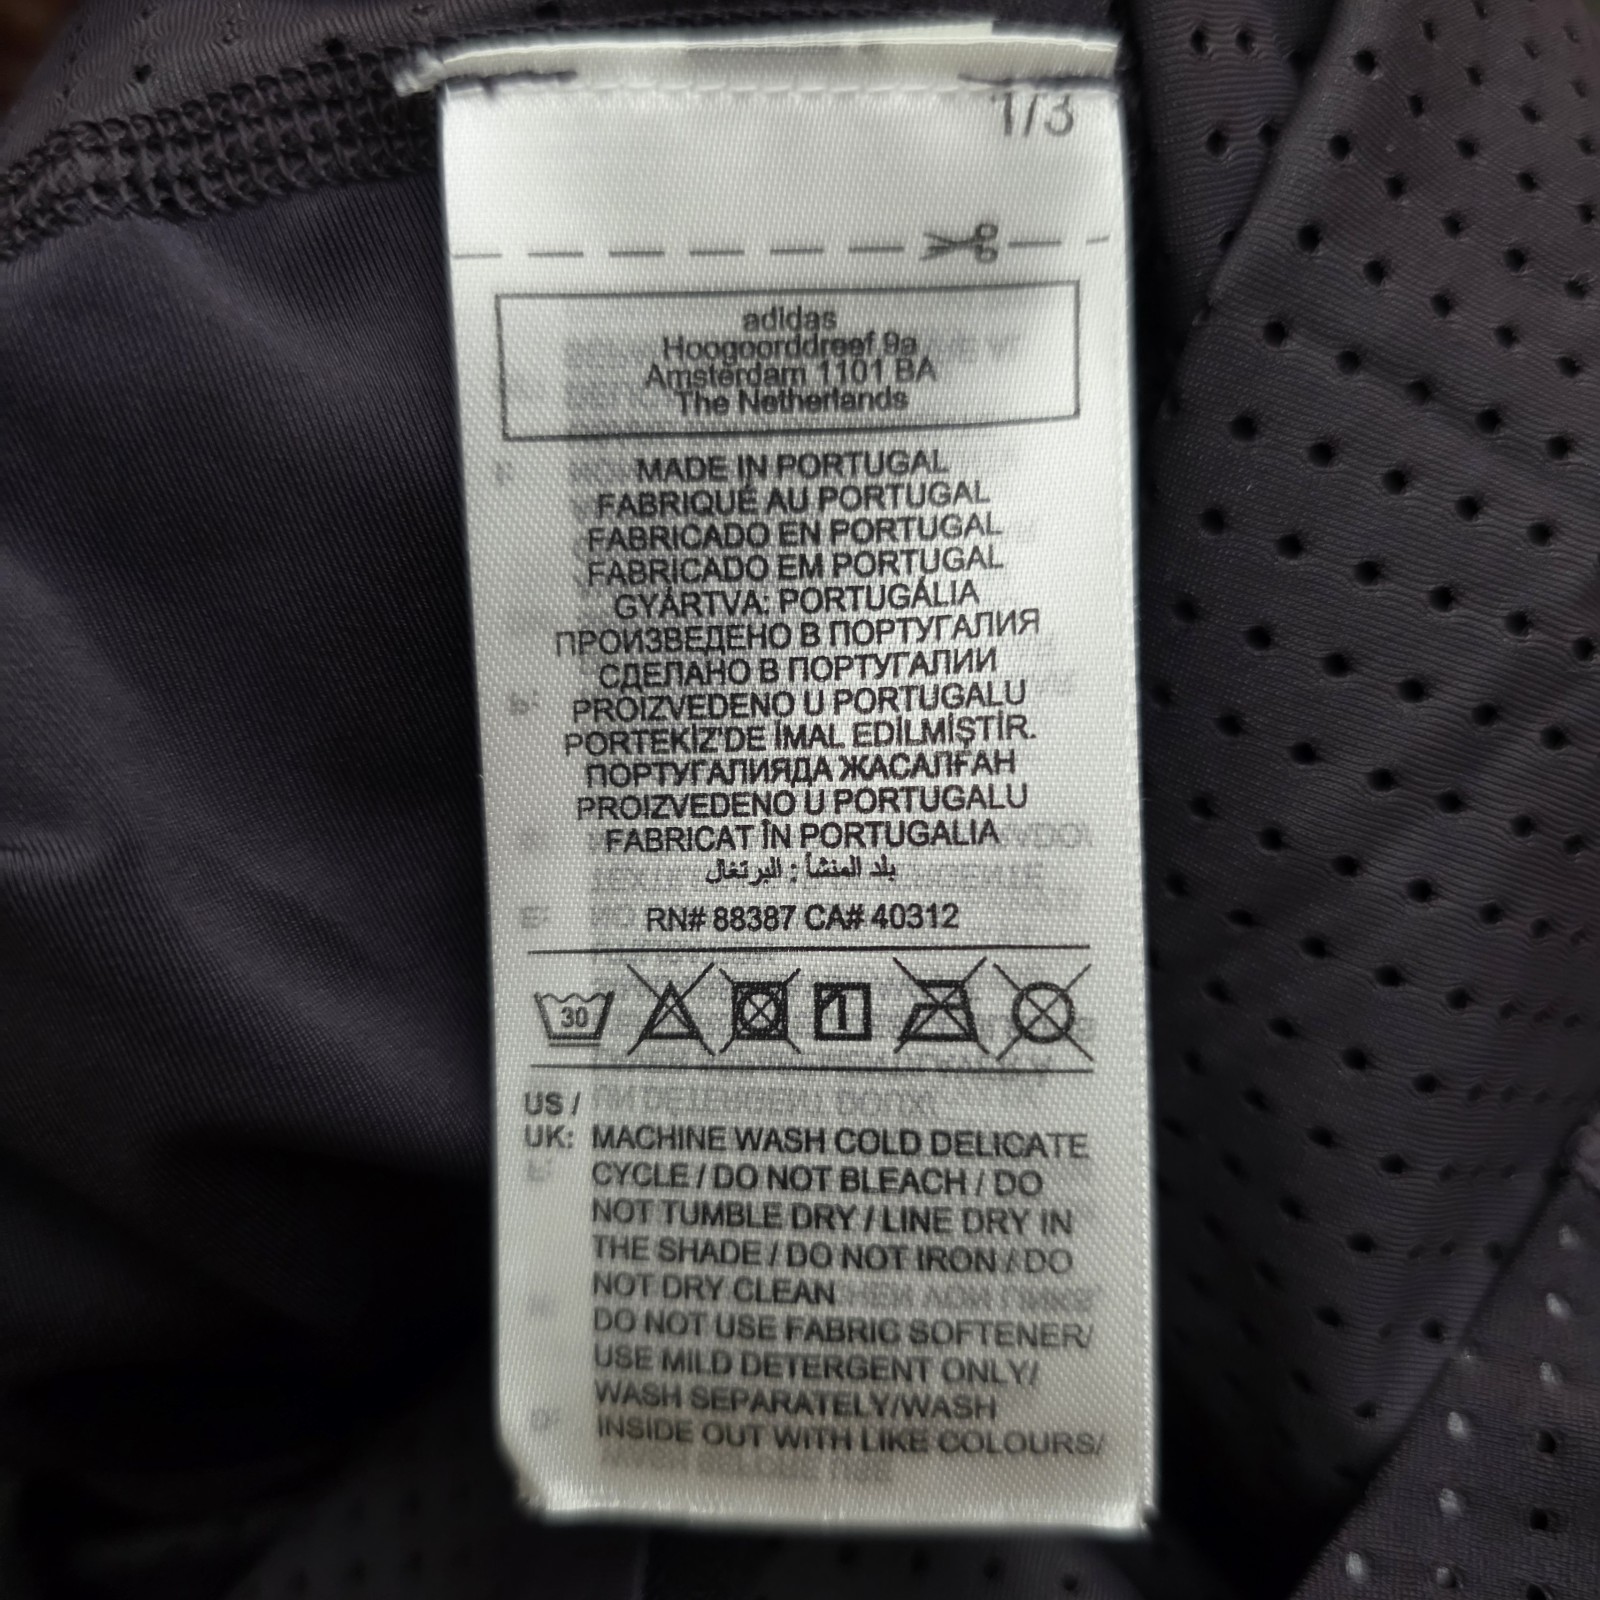 1/3
adidas
Hoogoorddreef 9a
Amsterdam 1101 BA
The Netherlands
MADE IN PORTUGAL
FABRIQUÉ AU PORTUGAL
FABRICADO EN PORTUGAL
FABRICADO EM PORTUGAL
GYÁRTVA: PORTUGÁLIA
ПРОИЗВЕДЕНО В ПОРТУГАЛИЯ
СДЕЛАНО В ПОРТУГАЛИИ
PROIZVEDENO U PORTUGALU
PORTEKİZ'DE İMAL EDİLMİŞTİR.
ПОРТУГАЛИЯДА ЖАСАЛҒАН
PROIZVEDENO U PORTUGALU
FABRICAT ÎN PORTUGALIA
بلد المنشأ : البرتغال
RN# 88387 CA# 40312
30
1
US /
UK: MACHINE WASH COLD DELICATE
CYCLE / DO NOT BLEACH / DO
NOT TUMBLE DRY / LINE DRY IN
THE SHADE / DO NOT IRON / DO
NOT DRY CLEAN
DO NOT USE FABRIC SOFTENER/
USE MILD DETERGENT ONLY/
WASH SEPARATELY/WASH
INSIDE OUT WITH LIKE COLOURS/